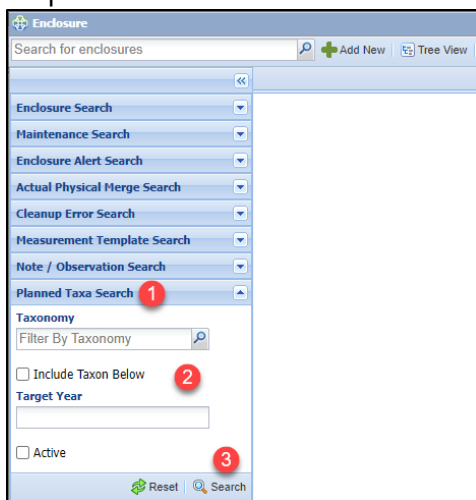 Enclosure
Search for enclosures Add New Tree View
Enclosure Search
Maintenance Search
Enclosure Alert Search
Actual Physical Merge Search
Cleanup Error Search
Measurement Template Search
Note / Observation Search
Planned Taxa Search 1
Taxonomy
Filter By Taxonomy
Include Taxon Below 2
Target Year
Active 3
Reset Search